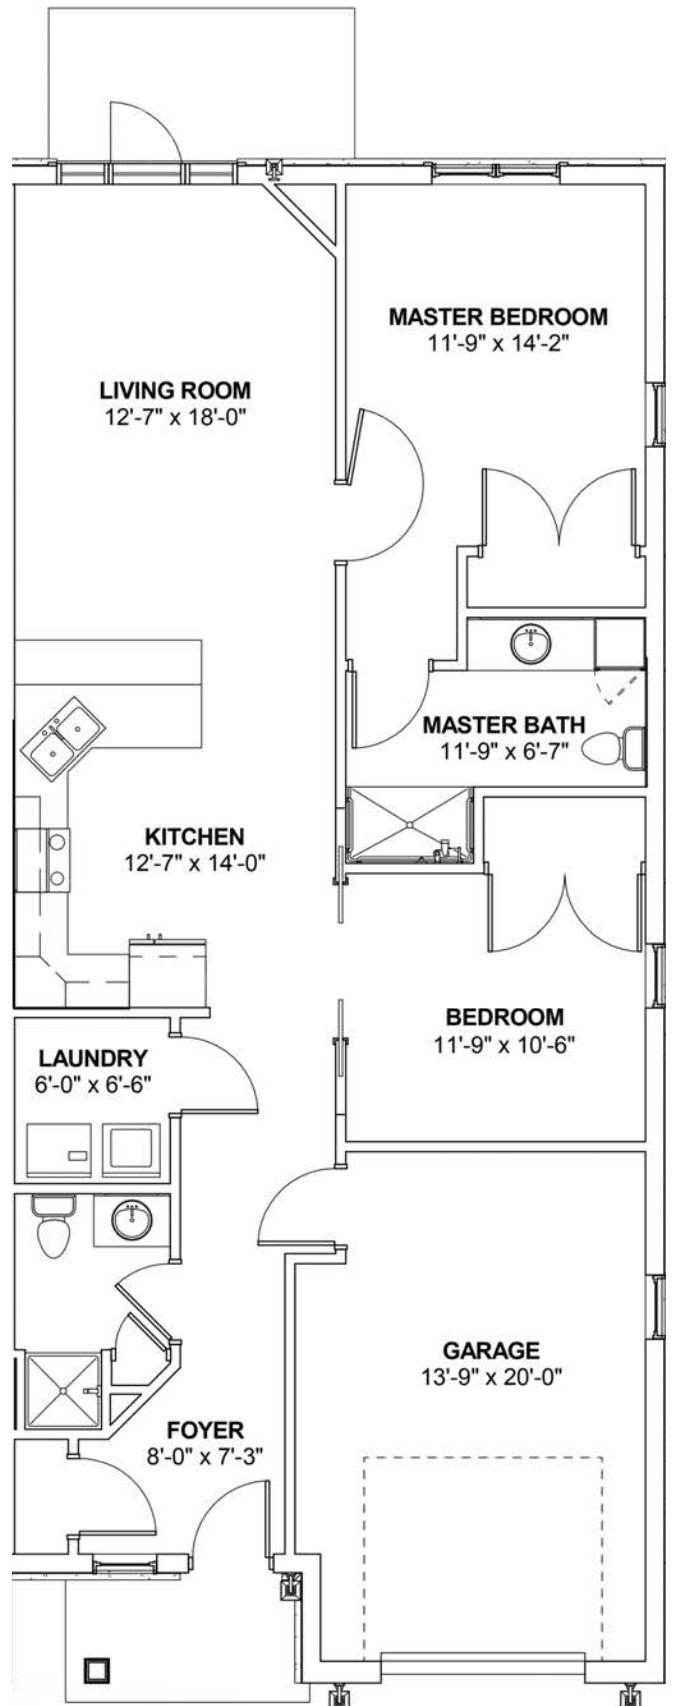 MASTER BEDROOM
11'-9" x 14'-2"
LIVING ROOM
12'-7" x 18'-0"
MASTER BATH
11'-9" x 6'-7"
KITCHEN
12'-7" x 14'-0"
BEDROOM
11'-9" x 10'-6"
LAUNDRY
6'-0" x 6'-6"
GARAGE
13'-9" x 20'-0"
FOYER
8'-0" x 7'-3"